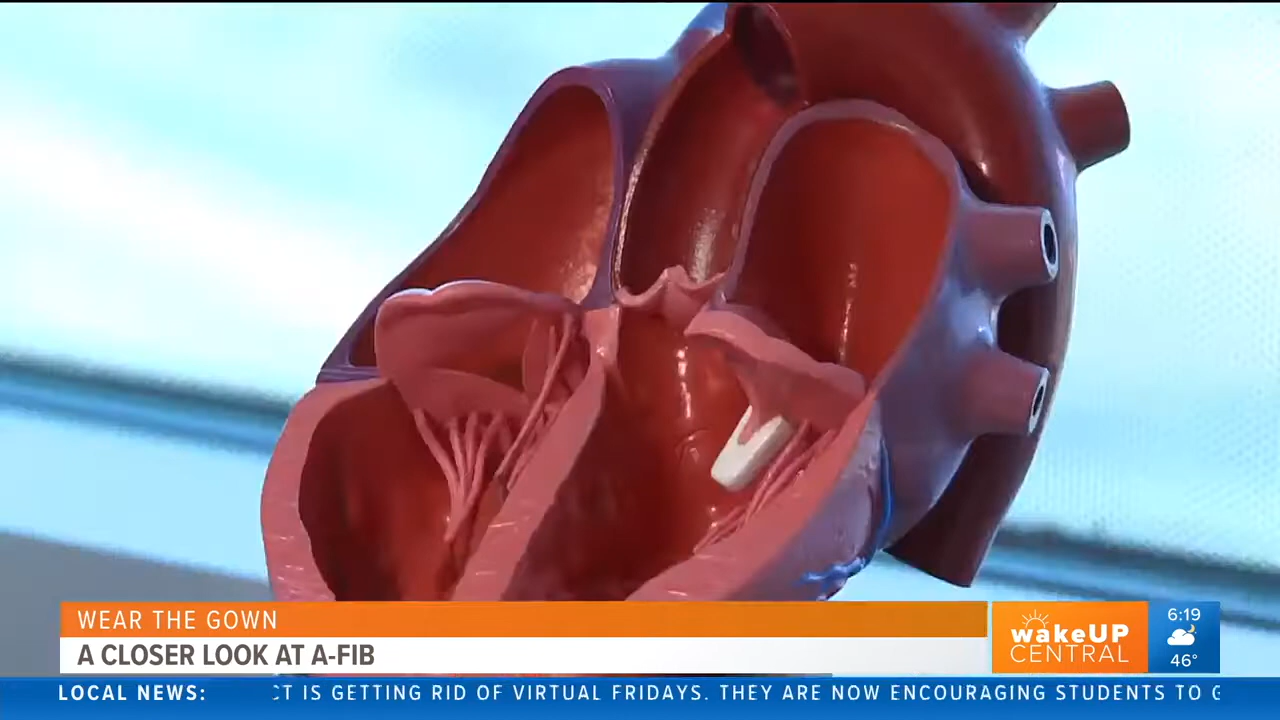 WEAR THE GOWN
A CLOSER LOOK AT A-FIB
wakeUP
CENTRAL
6:19
46°
LOCAL NEWS: CT IS GETTING RID OF VIRTUAL FRIDAYS. THEY ARE NOW ENCOURAGING STUDENTS TO